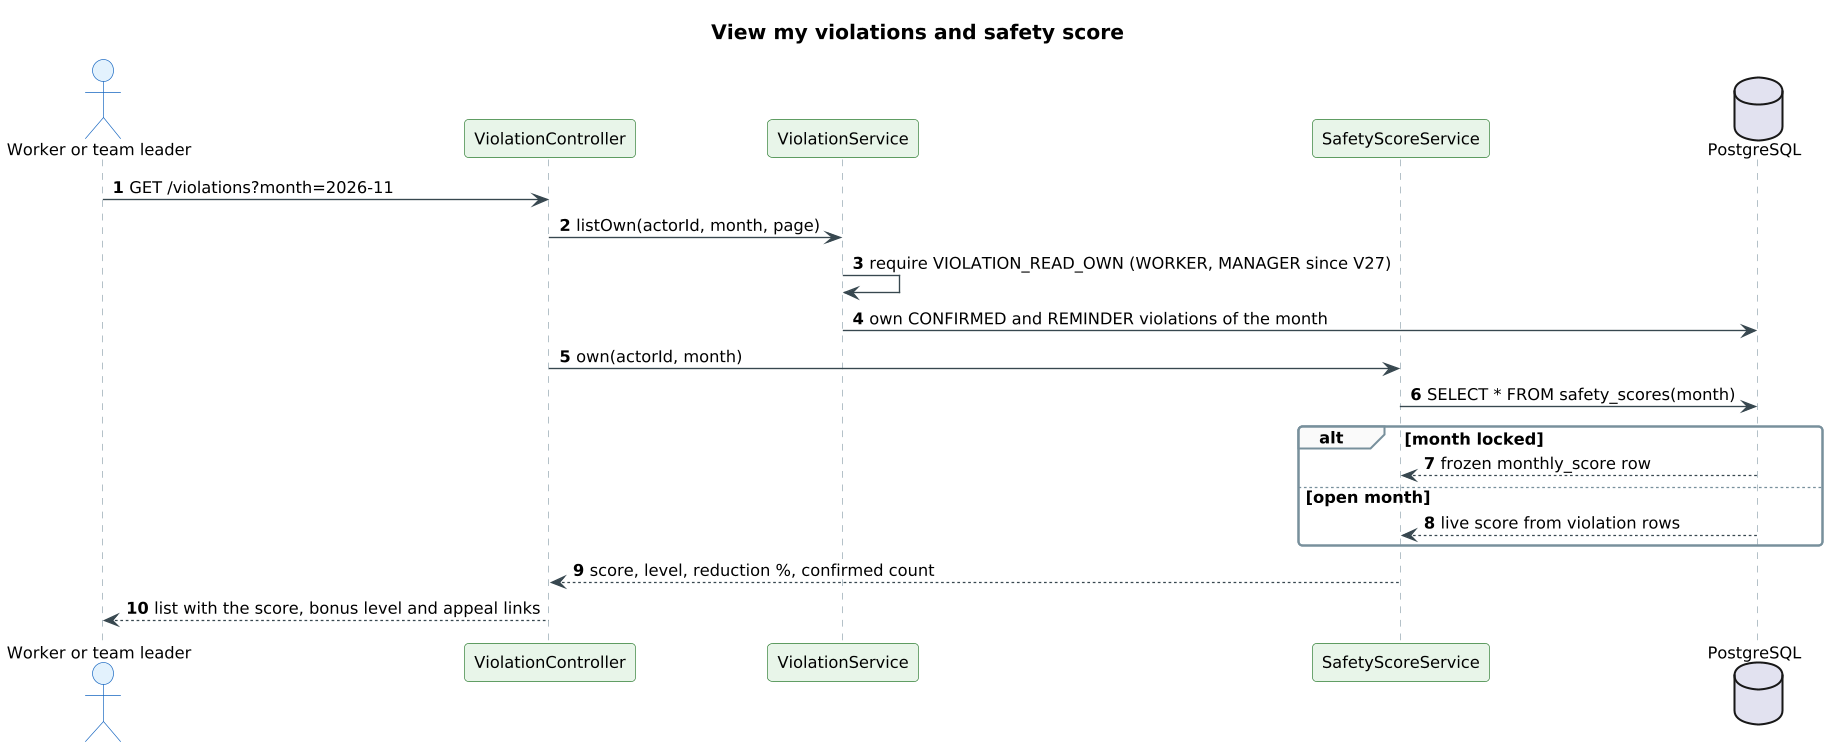 View my violations and safety score
Worker or team leader
ViolationController
ViolationService
SafetyScoreService
PostgreSQL
1 GET /violations?month=2026-11
2 listOwn(actorId, month, page)
3 require VIOLATION_READ_OWN (WORKER, MANAGER since V27)
4 own CONFIRMED and REMINDER violations of the month
5 own(actorId, month)
6 SELECT * FROM safety_scores(month)
alt [month locked]
7 frozen monthly_score row
[open month]
8 live score from violation rows
9 score, level, reduction %, confirmed count
10 list with the score, bonus level and appeal links
Worker or team leader
ViolationController
ViolationService
SafetyScoreService
PostgreSQL